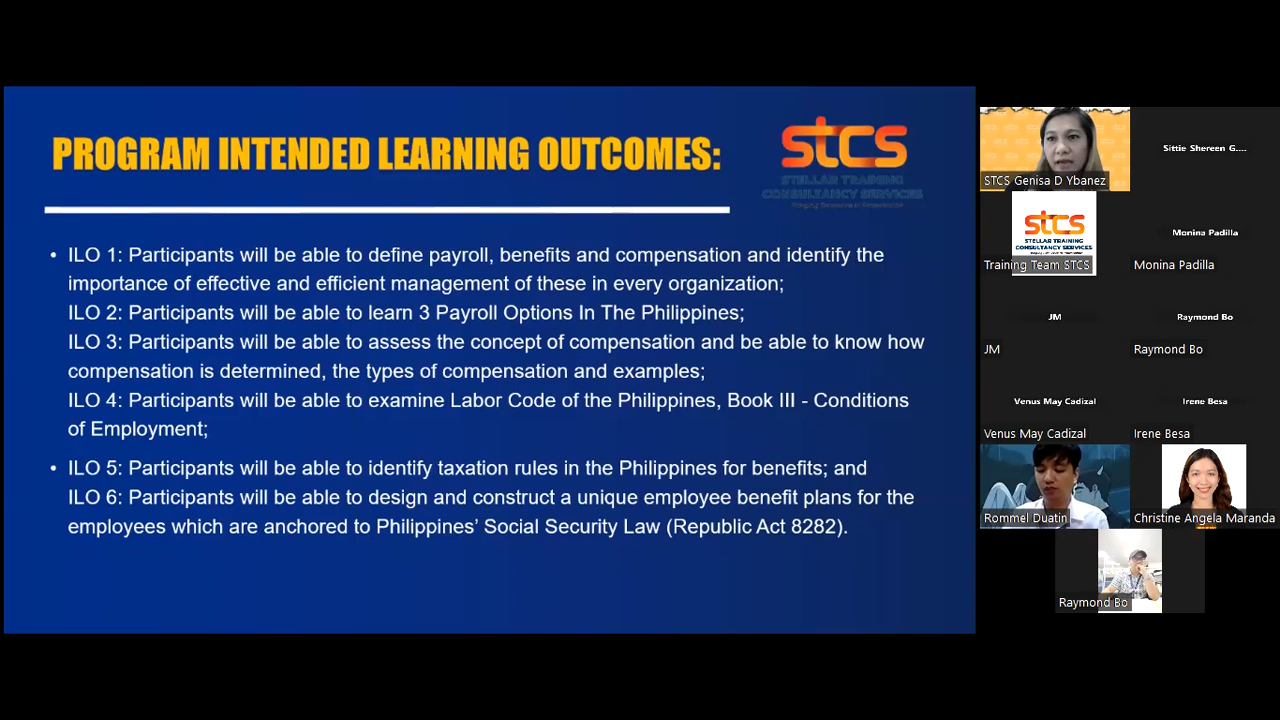 PROGRAM INTENDED LEARNING OUTCOMES:
stcs
STELLAR TRAINING
CONSULTANCY SERVICES
• ILO 1: Participants will be able to define payroll, benefits and compensation and identify the
importance of effective and efficient management of these in every organization;
ILO 2: Participants will be able to learn 3 Payroll Options In The Philippines;
ILO 3: Participants will be able to assess the concept of compensation and be able to know how
compensation is determined, the types of compensation and examples;
ILO 4: Participants will be able to examine Labor Code of the Philippines, Book III - Conditions
of Employment;
• ILO 5: Participants will be able to identify taxation rules in the Philippines for benefits; and
ILO 6: Participants will be able to design and construct a unique employee benefit plans for the
employees which are anchored to Philippines' Social Security Law (Republic Act 8282).
STCS Genisa D Ybanez
Sittie Shereen G....
stcs
STELLAR TRAINING
CONSULTANCY SERVICES
Training Team STCS
Monina Padilla
Monina Padilla
JM
JM
Raymond Bo
Raymond Bo
Venus May Cadizal
Venus May Cadizal
Irene Besa
Irene Besa
Rommel Duatin
Christine Angela Maranda
Raymond Bo